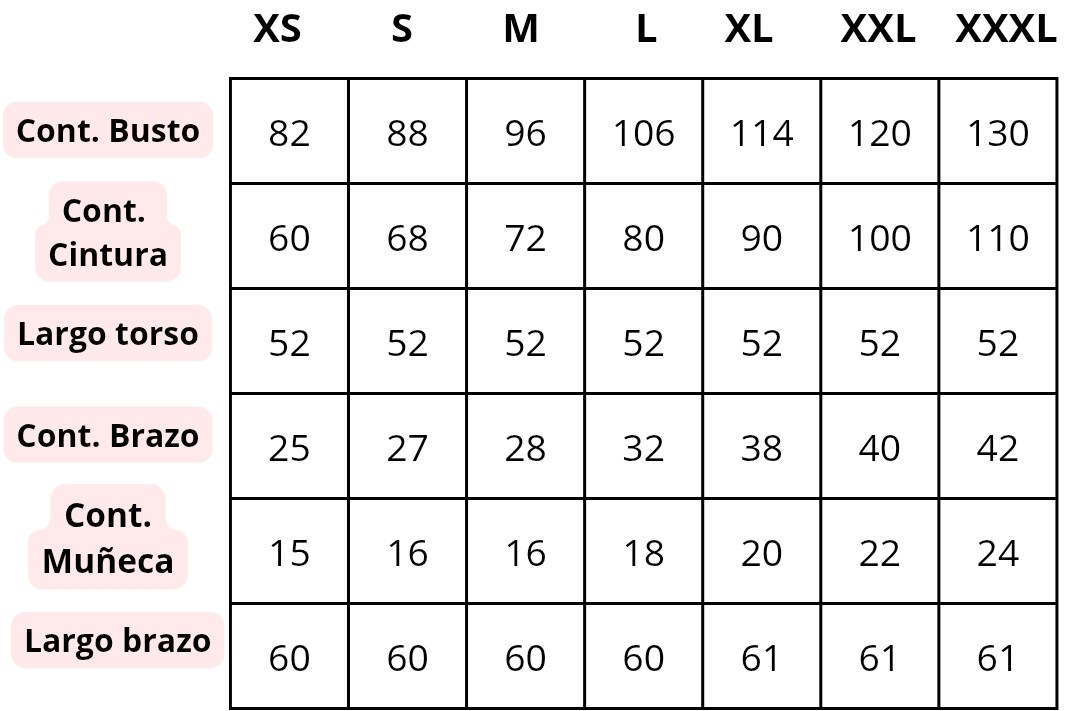 XS S M L XL XXL XXXL
Cont. Busto 82 88 96 106 114 120 130
Cont.
Cintura 60 68 72 80 90 100 110
Largo torso 52 52 52 52 52 52 52
Cont. Brazo 25 27 28 32 38 40 42
Cont.
Muñeca 15 16 16 18 20 22 24
Largo brazo 60 60 60 60 61 61 61